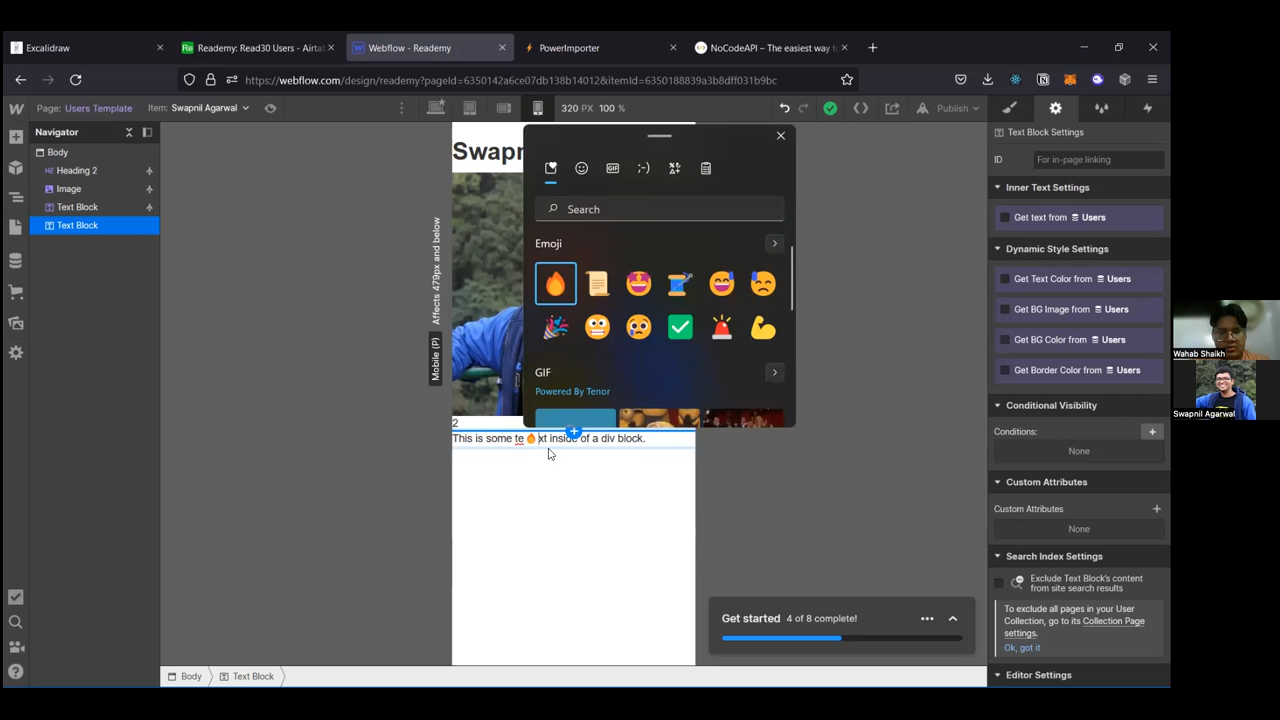 Excalidraw
Reademy: Read30 Users - Airtab
Webflow - Reademy
PowerImporter
NoCodeAPI – The easiest way to
https://webflow.com/design/reademy?pageId=6350142a6ce07db138b14012&itemId=6350188839a3b8dff031b9bc
Page: Users Template
Item: Swapnil Agarwal
320 PX 100 %
Publish
Navigator
Body
Heading 2
Image
Text Block
Text Block
Affects 479px and below
Mobile (P)
Swapn
GIF
;-)
Search
Emoji
GIF
Powered By Tenor
2
This is some te🔥xt inside of a div block.
Get started 4 of 8 complete!
Body
Text Block
Text Block Settings
ID
For in-page linking
Inner Text Settings
Get text from Users
Dynamic Style Settings
Get Text Color from Users
Get BG Image from Users
Get BG Color from Users
Get Border Color from Users
Conditional Visibility
Conditions:
None
Custom Attributes
Custom Attributes
None
Search Index Settings
Exclude Text Block's content
from site search results
To exclude all pages in your User
Collection, go to its Collection Page
settings.
Ok, got it
Editor Settings
Wahab Shaikh
Swapnil Agarwal